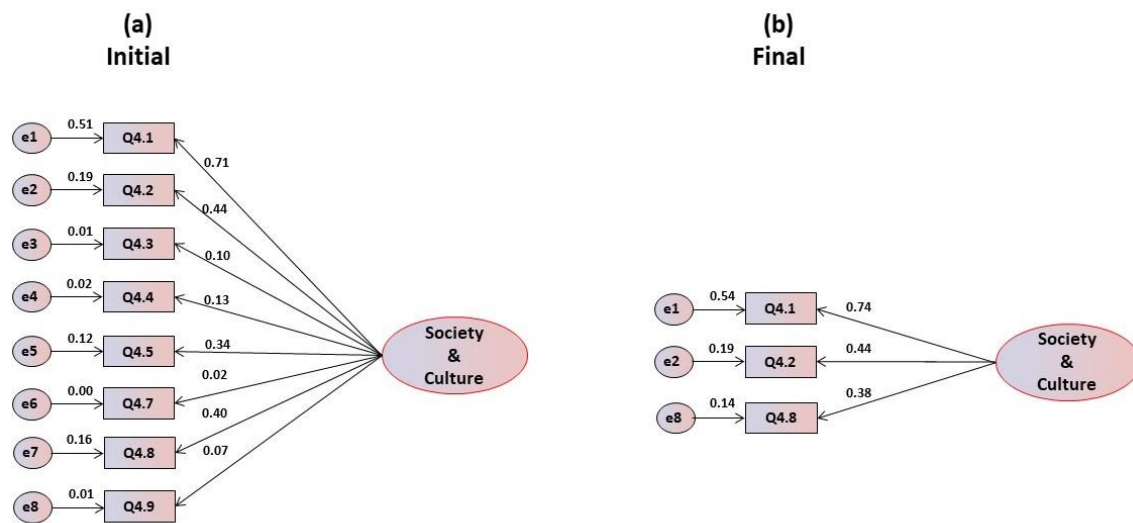 (a)
Initial
e1 0.51 Q4.1
0.71
e2 0.19 Q4.2
0.44
e3 0.01 Q4.3
0.10
e4 0.02 Q4.4
0.13
e5 0.12 Q4.5
0.34
e6 0.00 Q4.7
0.02
e7 0.16 Q4.8
0.40
e8 0.01 Q4.9
0.07
Society
&
Culture
(b)
Final
e1 0.54 Q4.1
0.74
e2 0.19 Q4.2
0.44
e8 0.14 Q4.8
0.38
Society
&
Culture